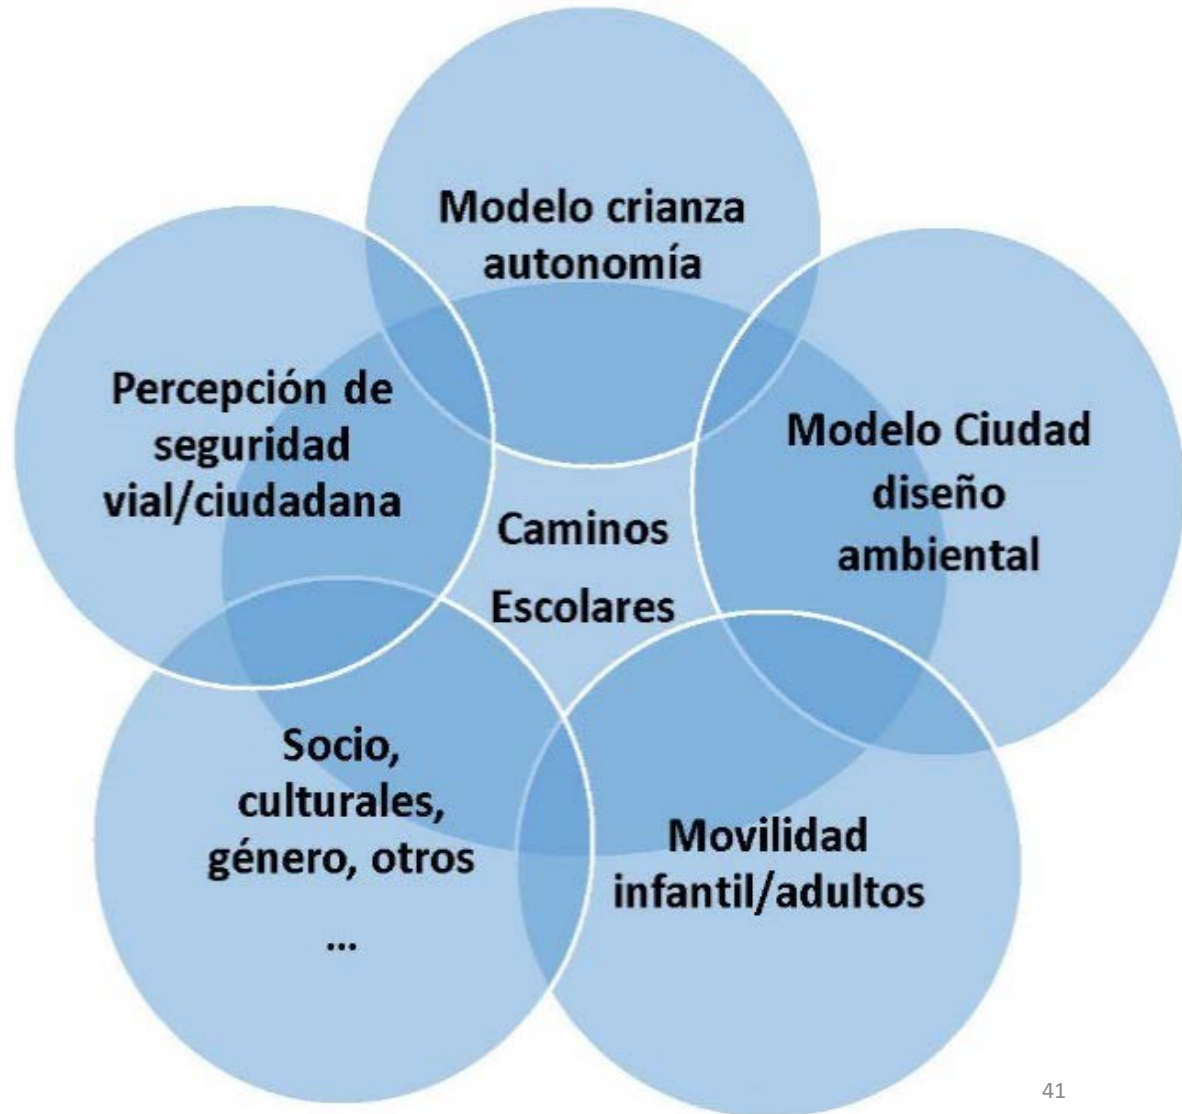 Modelo crianza
autonomía
Percepción de
seguridad
vial/ciudadana
Modelo Ciudad
diseño
ambiental
Caminos
Escolares
Socio,
culturales,
género, otros
...
Movilidad
infantil/adultos
41